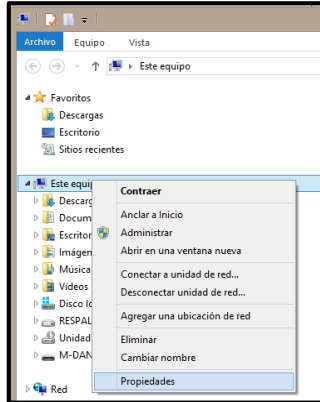 Archivo Equipo Vista
Este equipo
Favoritos
Descargas
Escritorio
Sitios recientes
Este equi
Contraer
Anclar a Inicio
Administrar
Abrir en una ventana nueva
Conectar a unidad de red...
Desconectar unidad de red...
Agregar una ubicación de red
Eliminar
Cambiar nombre
Propiedades
Descarg
Docum
Escritor
Imágen
Música
Vídeos
Disco lo
RESPAL
Unidad
M-DAN
Red